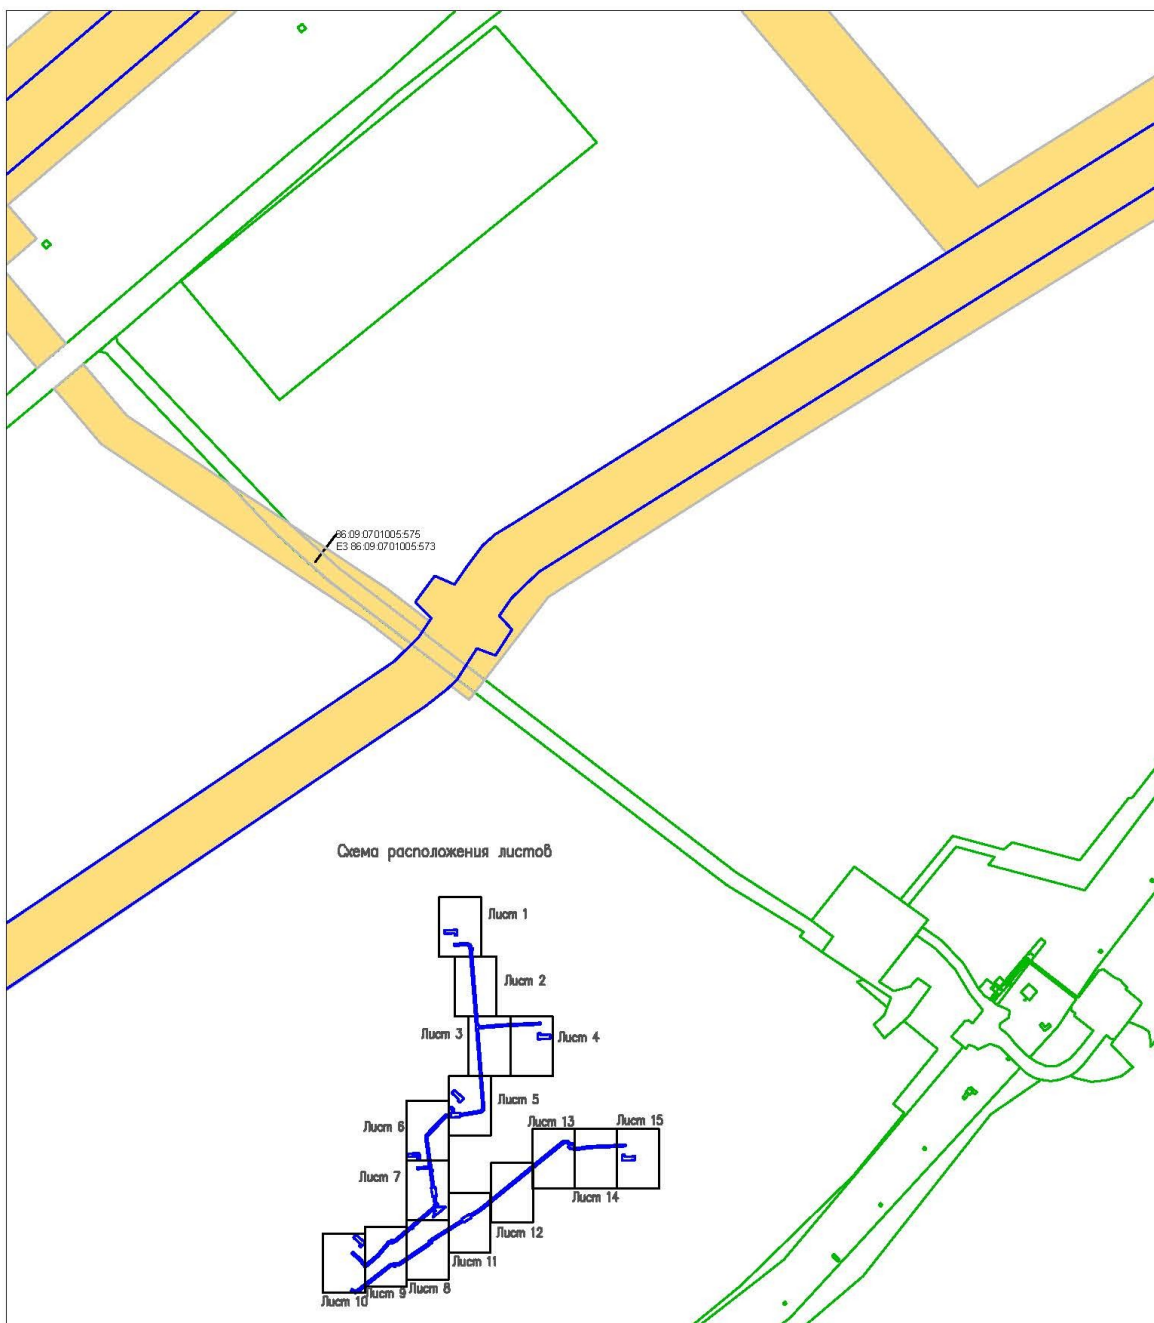 86:09:0701005:575
ЕЗ 86:09:0701005:573
Схема расположения листов
Лист 1
Лист 2
Лист 3
Лист 4
Лист 5
Лист 6
Лист 13
Лист 15
Лист 7
Лист 14
Лист 12
Лист 11
Лист 8
Лист 9
Лист 10